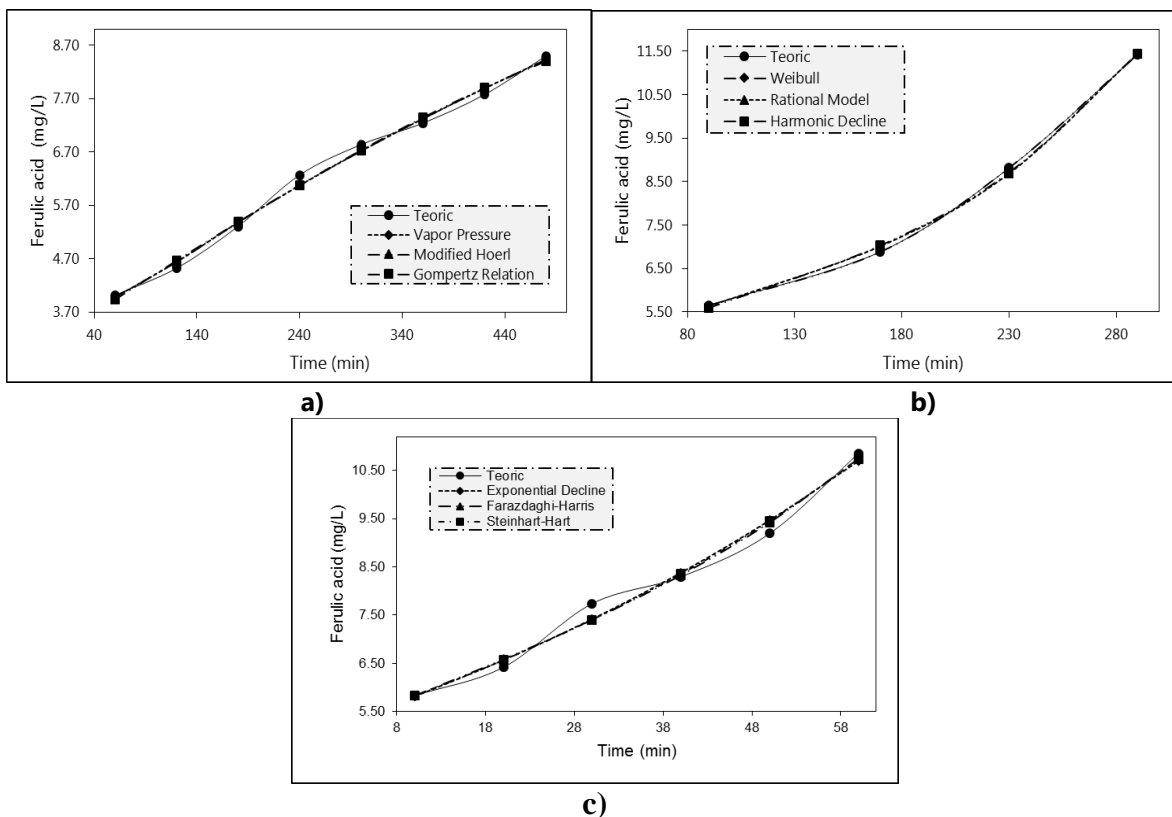 8.70
7.70
6.70
5.70
4.70
3.70
Ferulic acid (mg/L)
Teoric
Vapor Pressure
Modified Hoerl
Gompertz Relation
40 140 240 340 440
Time (min)
a)
11.50
10.50
9.50
8.50
7.50
6.50
5.50
Ferulic acid (mg/L)
Teoric
Weibull
Rational Model
Harmonic Decline
80 130 180 230 280
Time (min)
b)
10.50
9.50
8.50
7.50
6.50
5.50
Ferulic acid (mg/L)
Teoric
Exponential Decline
Farazdaghi-Harris
Steinhart-Hart
8 18 28 38 48 58
Time (min)
c)